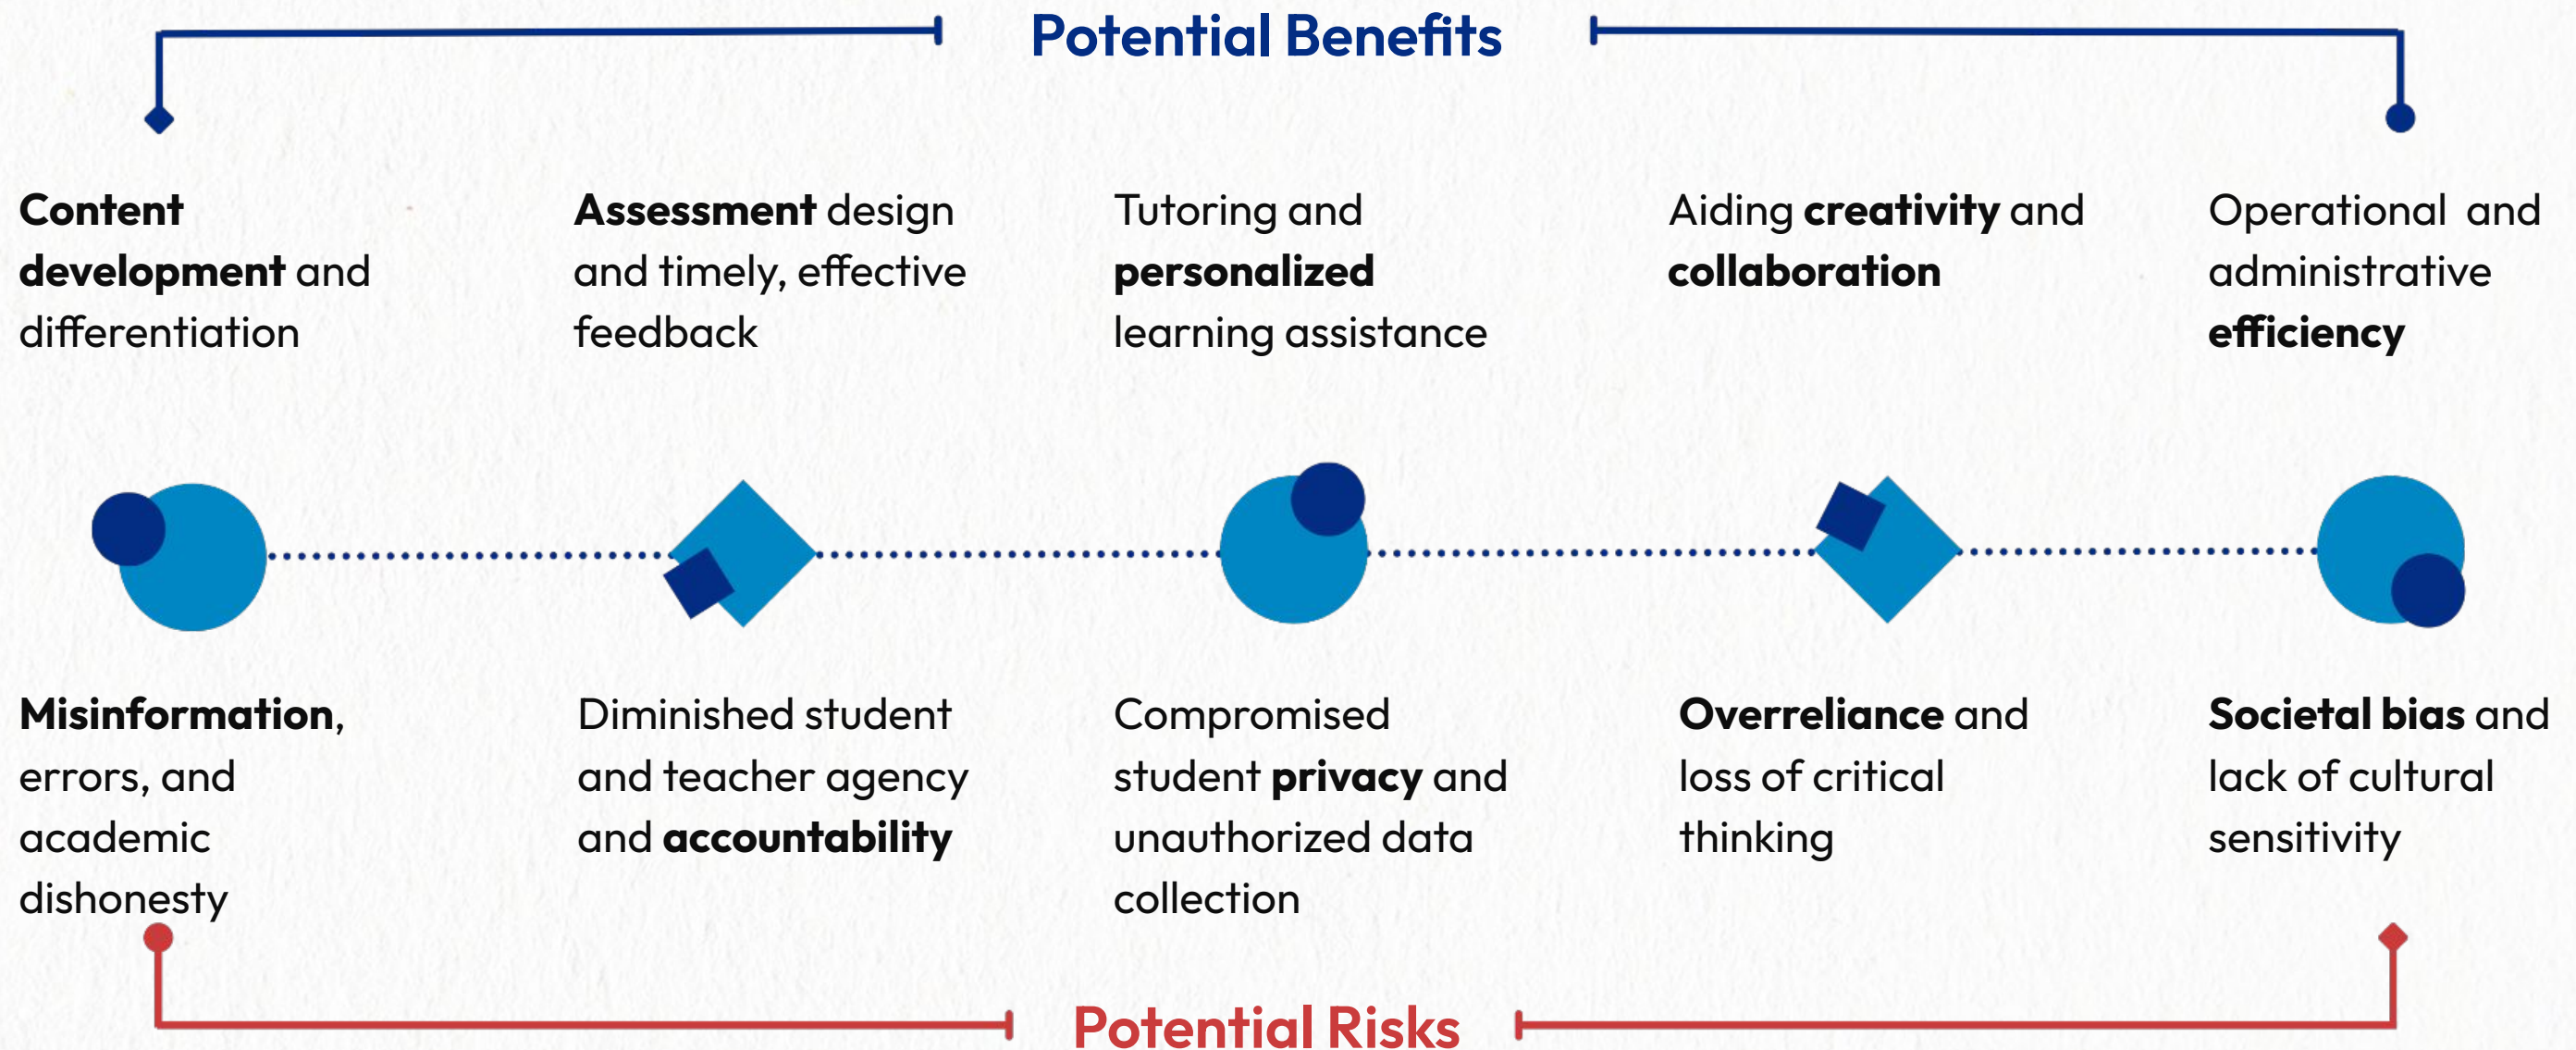 Potential Benefits
Content
development and
differentiation
Assessment design
and timely, effective
feedback
Tutoring and
personalized
learning assistance
Aiding creativity and
collaboration
Operational and
administrative
efficiency
Misinformation,
errors, and
academic
dishonesty
Diminished student
and teacher agency
and accountability
Compromised
student privacy and
unauthorized data
collection
Overreliance and
loss of critical
thinking
Societal bias and
lack of cultural
sensitivity
Potential Risks